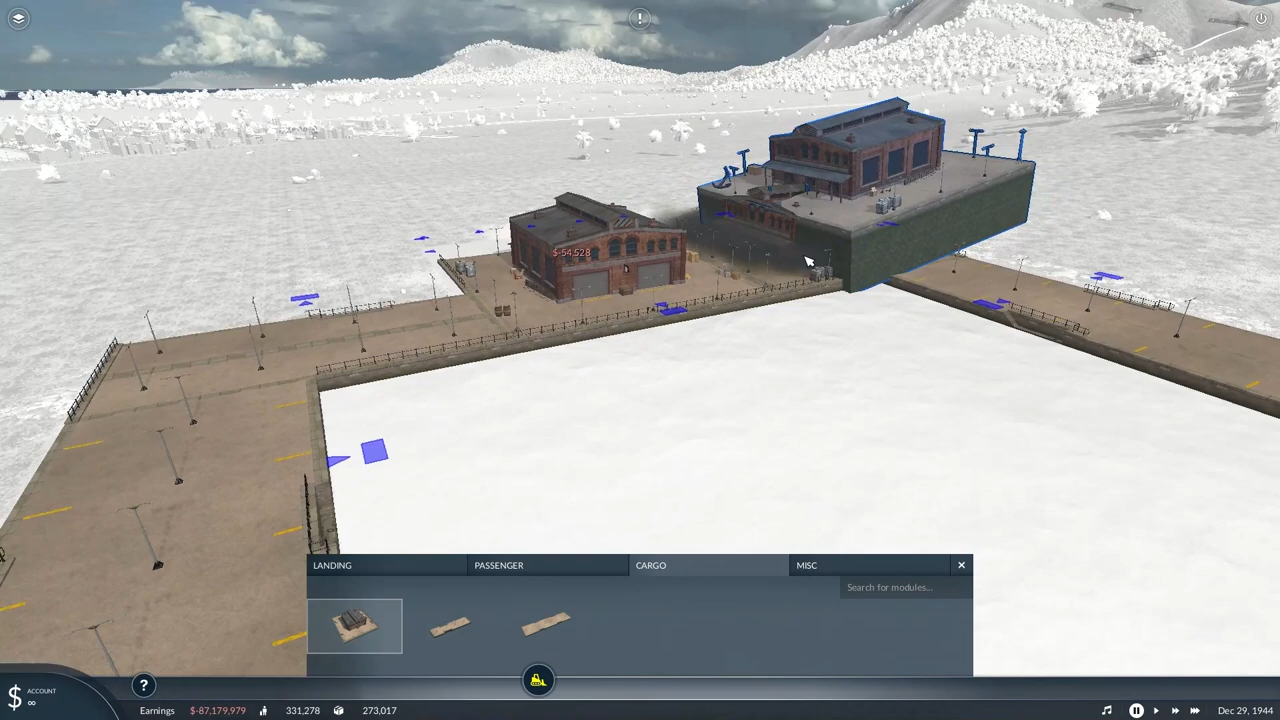 !
$-54,528
LANDING
PASSENGER
CARGO
MISC
Search for modules...
?
$ ACCOUNT
∞
Earnings $-87,179,979 331,278 273,017 Dec 29, 1944